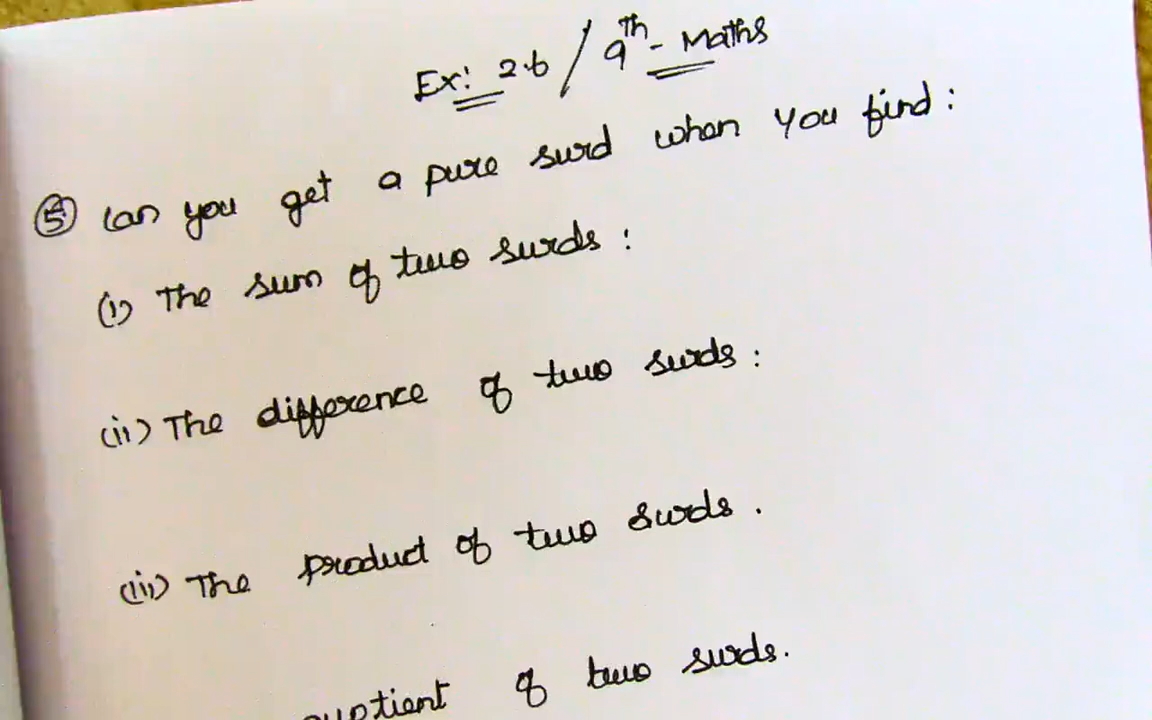 Ex: 2.6 / 9th - Maths
⑤ Can you get a pure surd when you find:
(i) The sum of two surds:
(ii) The difference of two surds:
(iii) The product of two surds.
quotient of two surds.